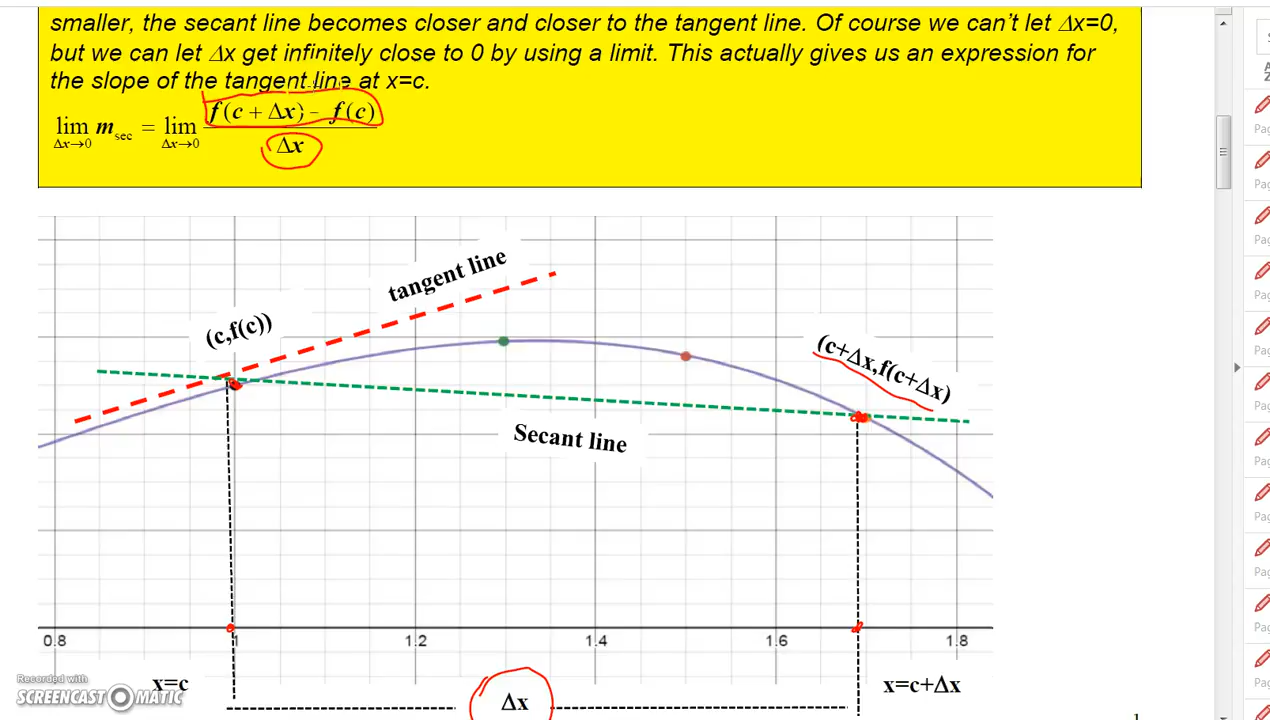 smaller, the secant line becomes closer and closer to the tangent line. Of course we can't let Δx=0,
but we can let Δx get infinitely close to 0 by using a limit. This actually gives us an expression for
the slope of the tangent line at x=c.
lim m_sec = lim f(c + Δx) - f(c)
Δx→0 Δx→0 Δx
tangent line
(c,f(c))
(c+Δx,f(c+Δx)
Secant line
0.8 1 1.2 1.4 1.6 1.8
x=c x=c+Δx
Δx
Recorded with
SCREENCAST MATIC